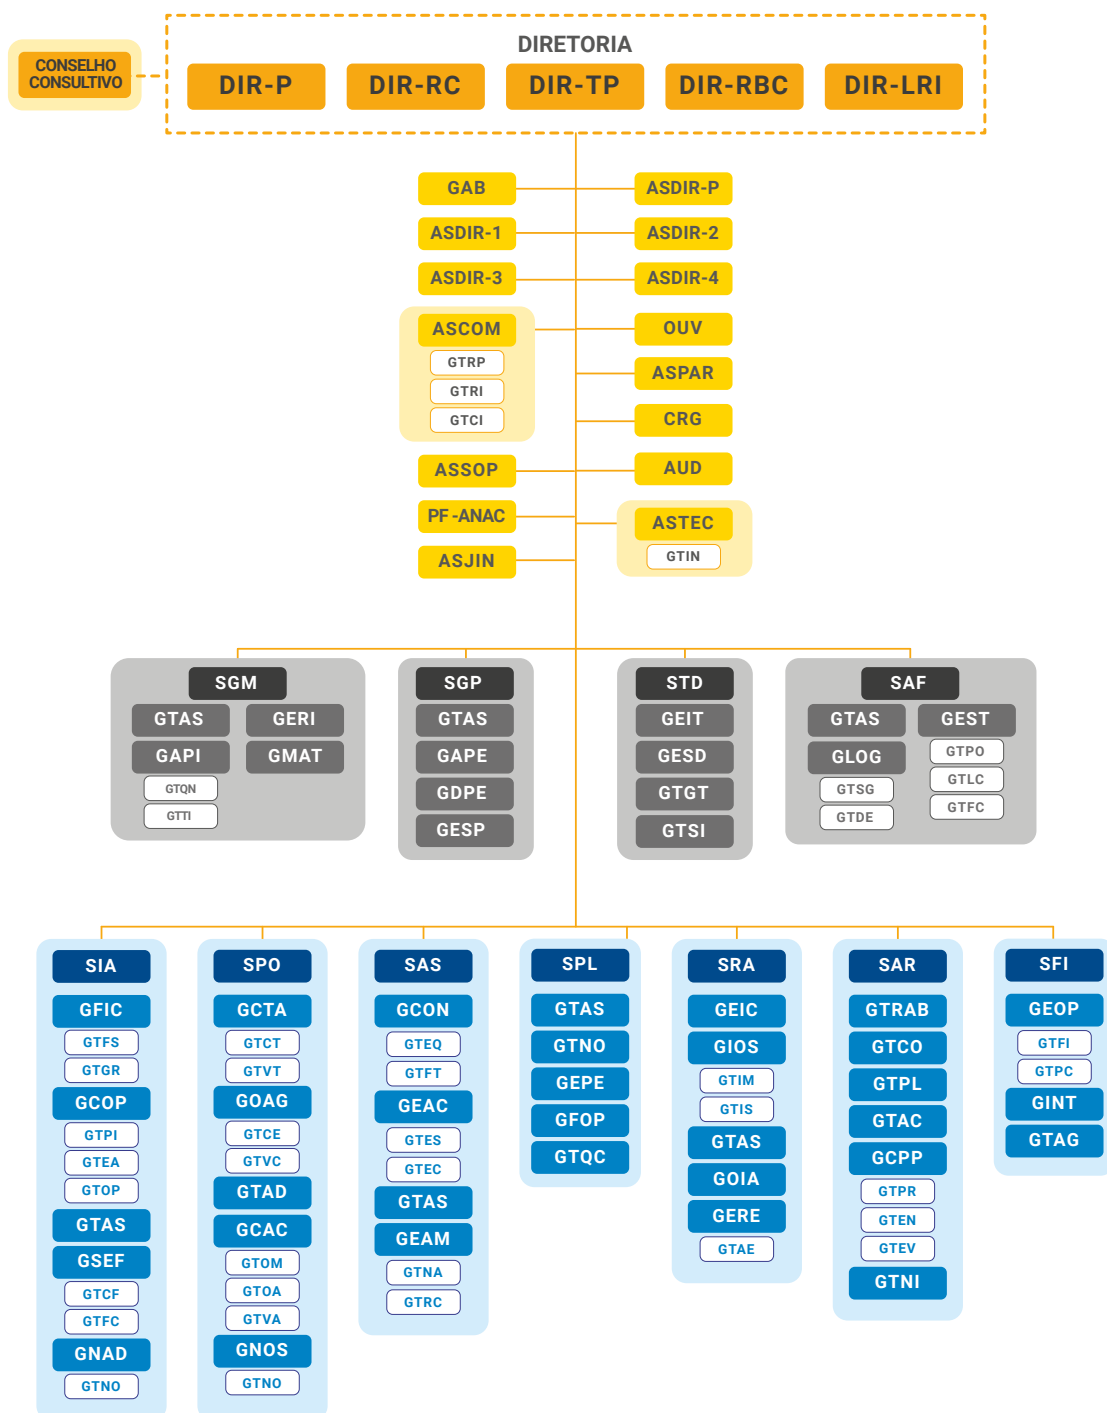 DIRETORIA
CONSELHO
CONSULTIVO
DIR-P
DIR-RC
DIR-TP
DIR-RBC
DIR-LRI
GAB
ASDIR-P
ASDIR-1
ASDIR-2
ASDIR-3
ASDIR-4
ASCOM
GTRP
GTRI
GTCI
OUV
ASPAR
CRG
ASSOP
AUD
PF-ANAC
ASTEC
GTIN
ASJIN
SGM
GTAS
GERI
GAPI
GMAT
GTQN
GTTI
SGP
GTAS
GAPE
GDPE
GESP
STD
GEIT
GESD
GTGT
GTSI
SAF
GTAS
GEST
GLOG
GTPO
GTLC
GTFC
GTSG
GTDE
SIA
GFIC
GTFS
GTGR
GCOP
GTPI
GTEA
GTOP
GTAS
GSEF
GTCF
GTFC
GNAD
GTNO
SPO
GCTA
GTCT
GTVT
GOAG
GTCE
GTVC
GTAD
GCAC
GTOM
GTOA
GTVA
GNOS
GTNO
SAS
GCON
GTEQ
GTFT
GEAC
GTES
GTEC
GTAS
GEAM
GTNA
GTRC
SPL
GTAS
GTNO
GEPE
GFOP
GTQC
SRA
GEIC
GIOS
GTIM
GTIS
GTAS
GOIA
GERE
GTAE
SAR
GTRAB
GTCO
GTPL
GTAC
GCPP
GTPR
GTEN
GTEV
GTNI
SFI
GEOP
GTFI
GTPC
GINT
GTAG